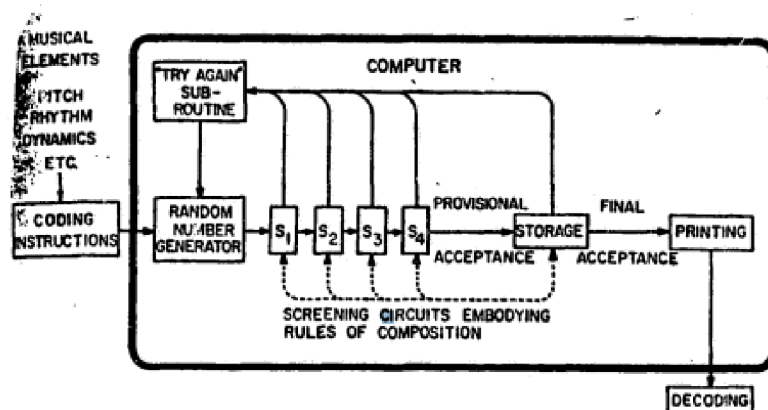 MUSICAL
ELEMENTS
PITCH
RHYTHM
DYNAMICS
ETC.
CODING
INSTRUCTIONS
COMPUTER
"TRY AGAIN"
SUB-
ROUTINE
RANDOM
NUMBER
GENERATOR
S1
S2
S3
S4
PROVISIONAL
ACCEPTANCE
STORAGE
FINAL
ACCEPTANCE
PRINTING
SCREENING CIRCUITS EMBODYING
RULES OF COMPOSITION
DECODING